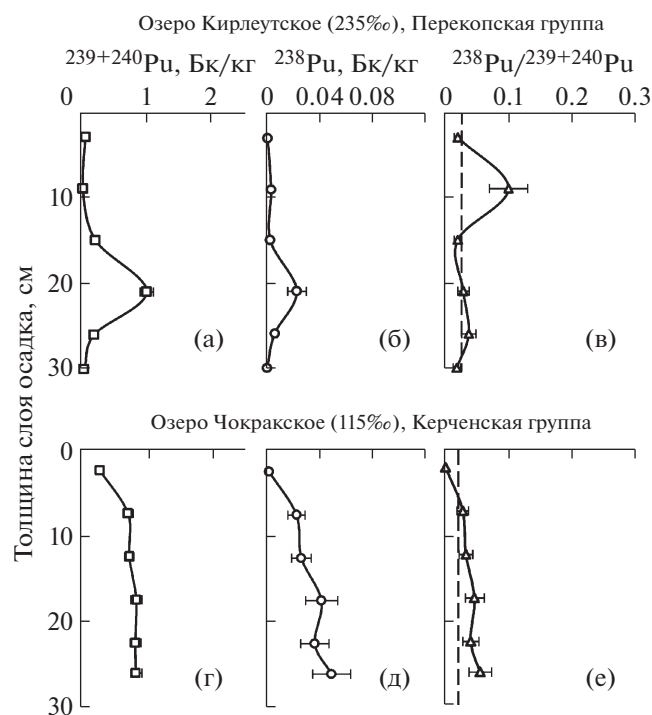 Озеро Кирлеутское (235‰), Перекопская группа
²³⁹⁺²⁴⁰Pu, Бк/кг ²³⁸Pu, Бк/кг ²³⁸Pu/²³⁹⁺²⁴⁰Pu
0 1 2 0 0.04 0.08 0 0.1 0.2 0.3
10
20
(а) (б) (в)
30
Толщина слоя осадка, см
Озеро Чокракское (115‰), Керченская группа
0
10
20
(г) (д) (е)
30